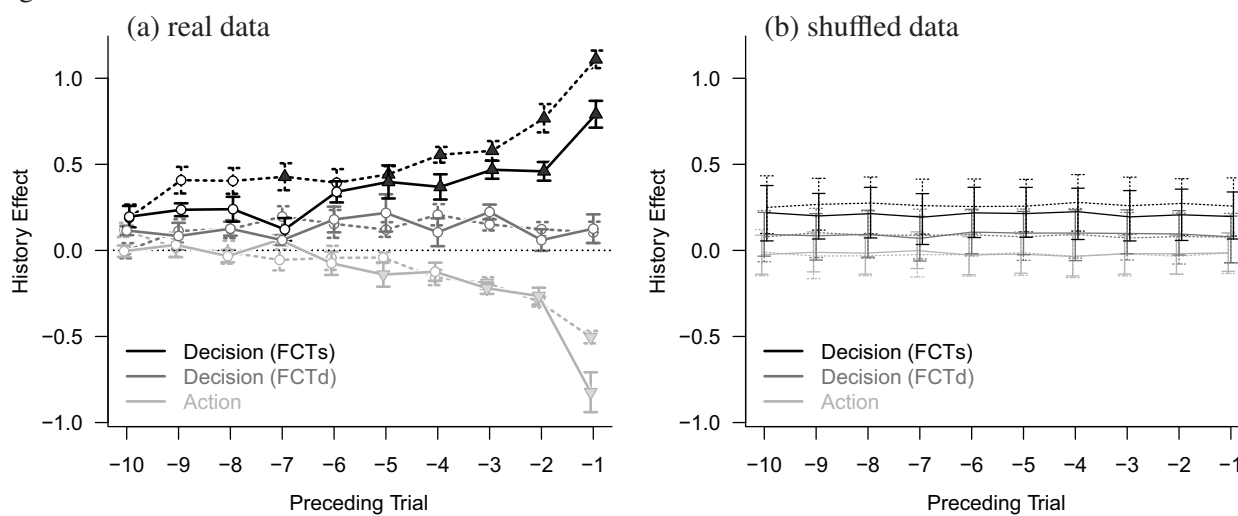 (a) real data
(b) shuffled data
History Effect
1.0
0.5
0.0
−0.5
−1.0
Decision (FCTs)
Decision (FCTd)
Action
−10 −9 −8 −7 −6 −5 −4 −3 −2 −1
Preceding Trial
History Effect
1.0
0.5
0.0
−0.5
−1.0
Decision (FCTs)
Decision (FCTd)
Action
−10 −9 −8 −7 −6 −5 −4 −3 −2 −1
Preceding Trial